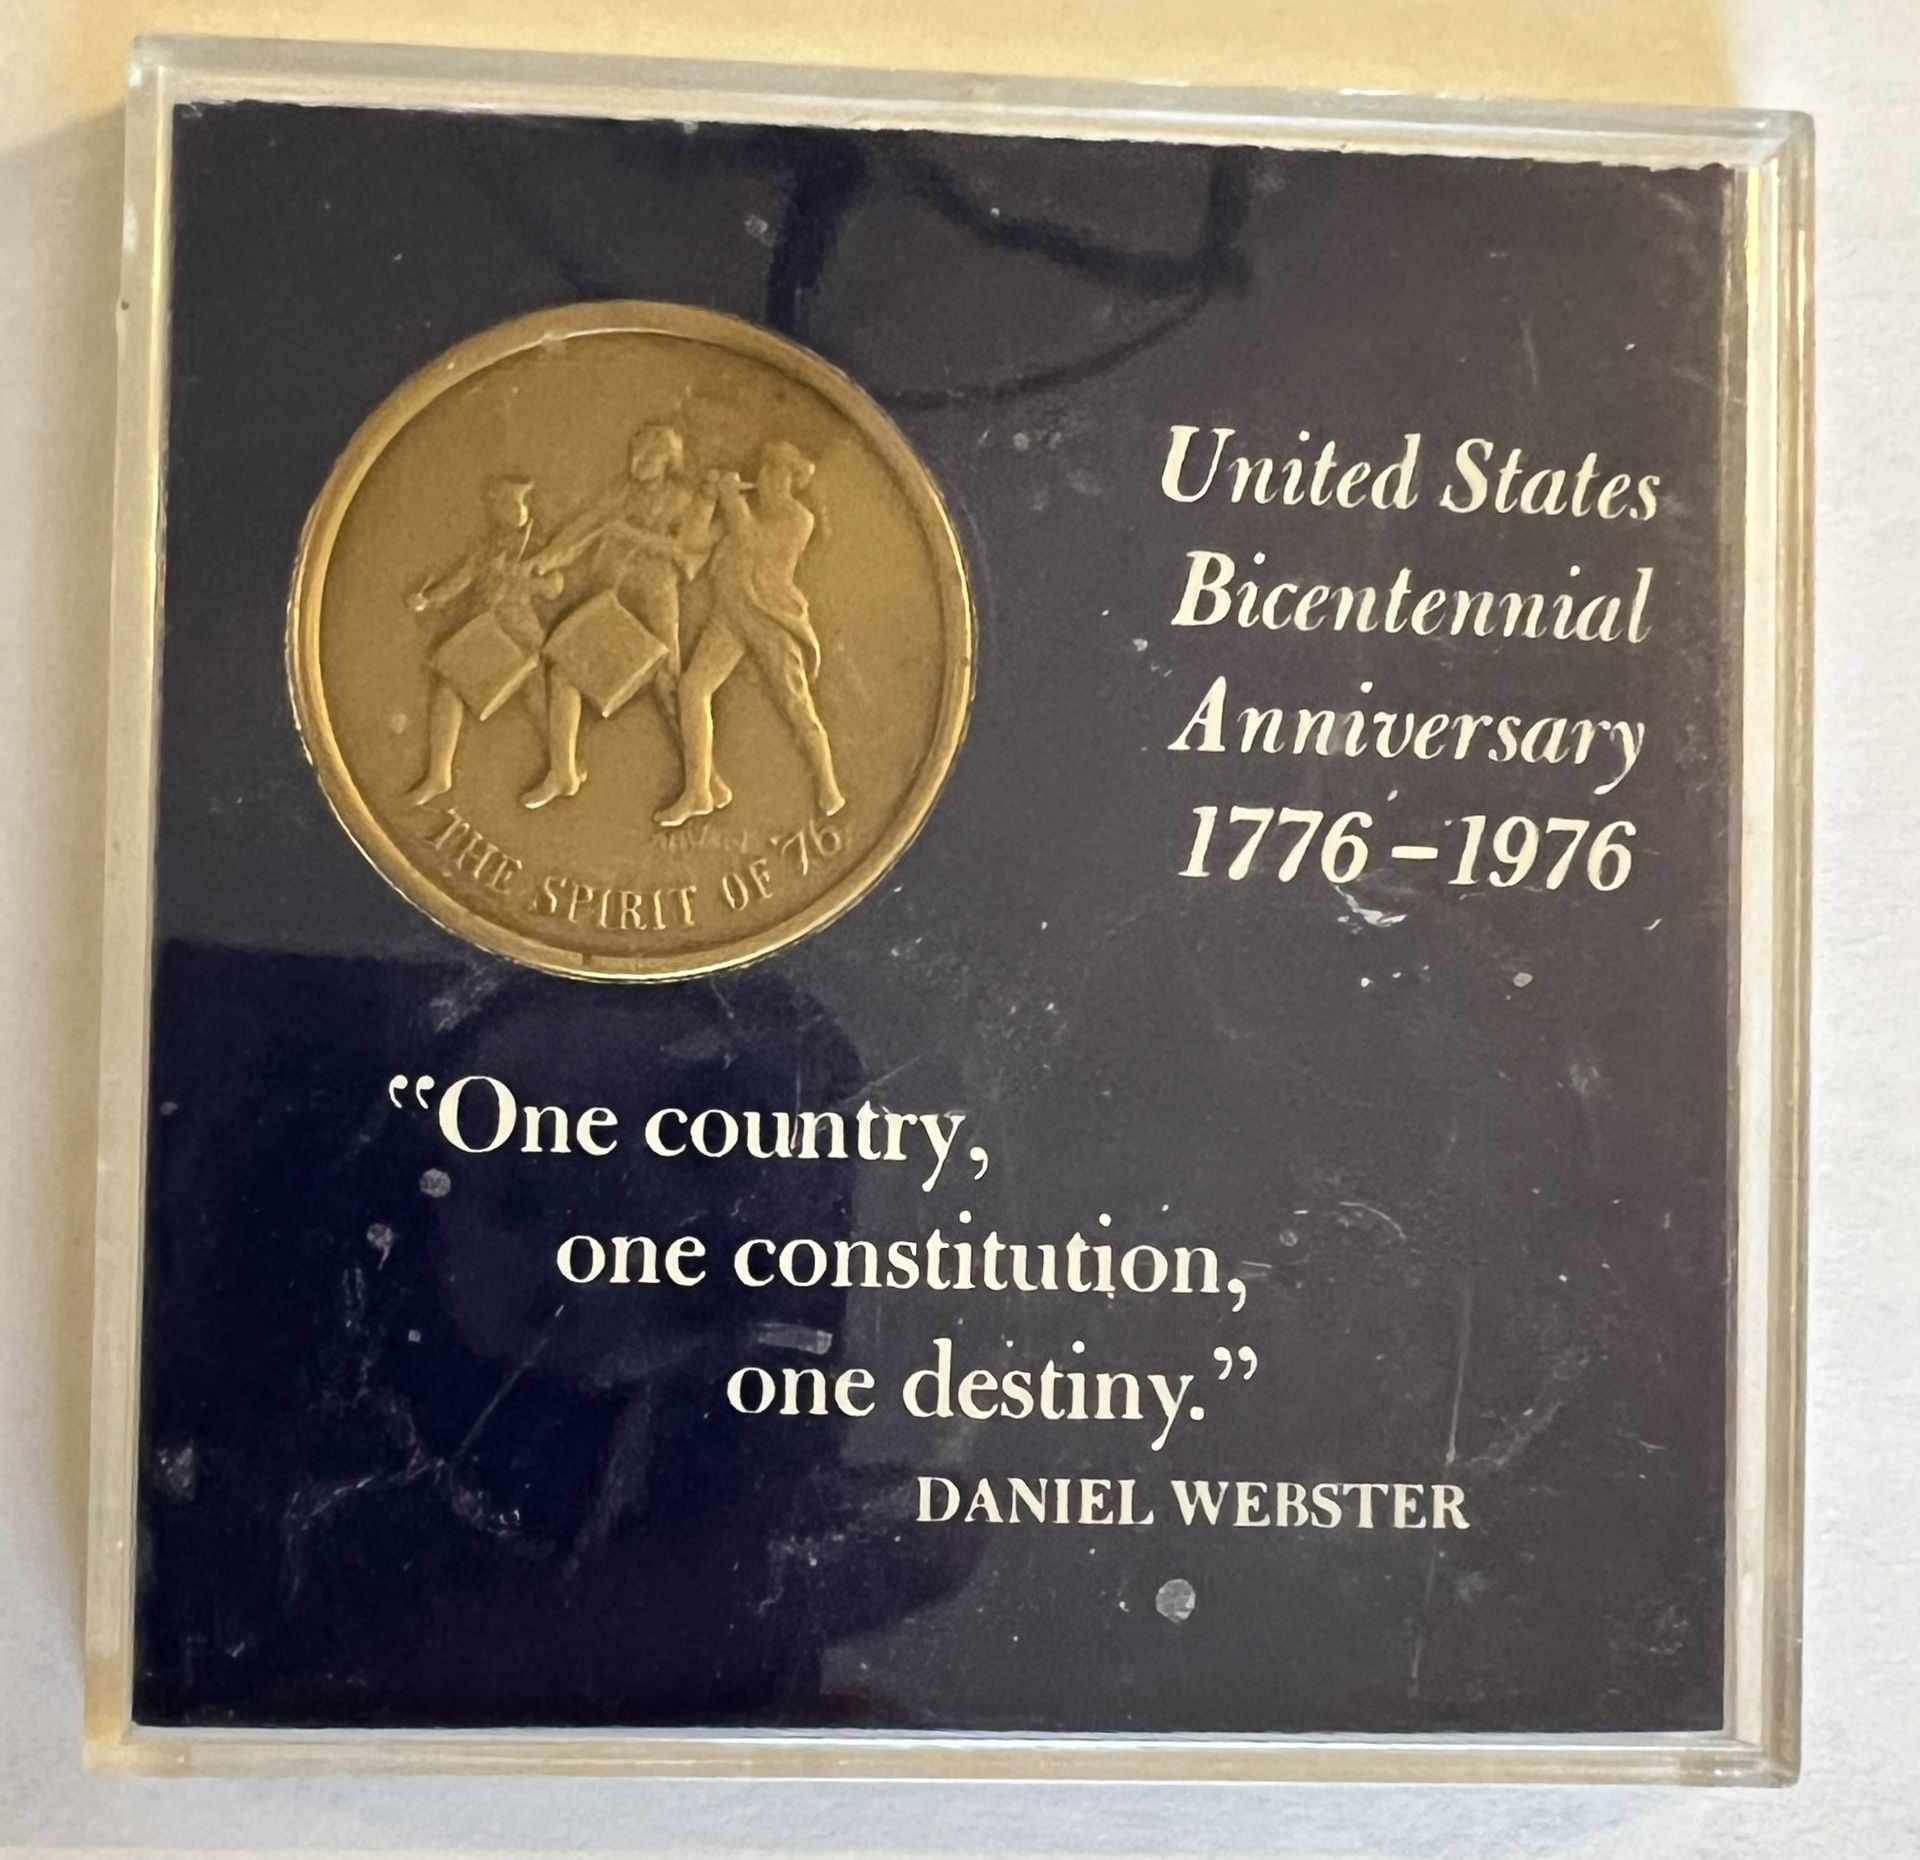 THE SPIRIT OF '76
United States
Bicentennial
Anniversary
1776–1976
“One country,
one constitution,
one destiny.”
DANIEL WEBSTER